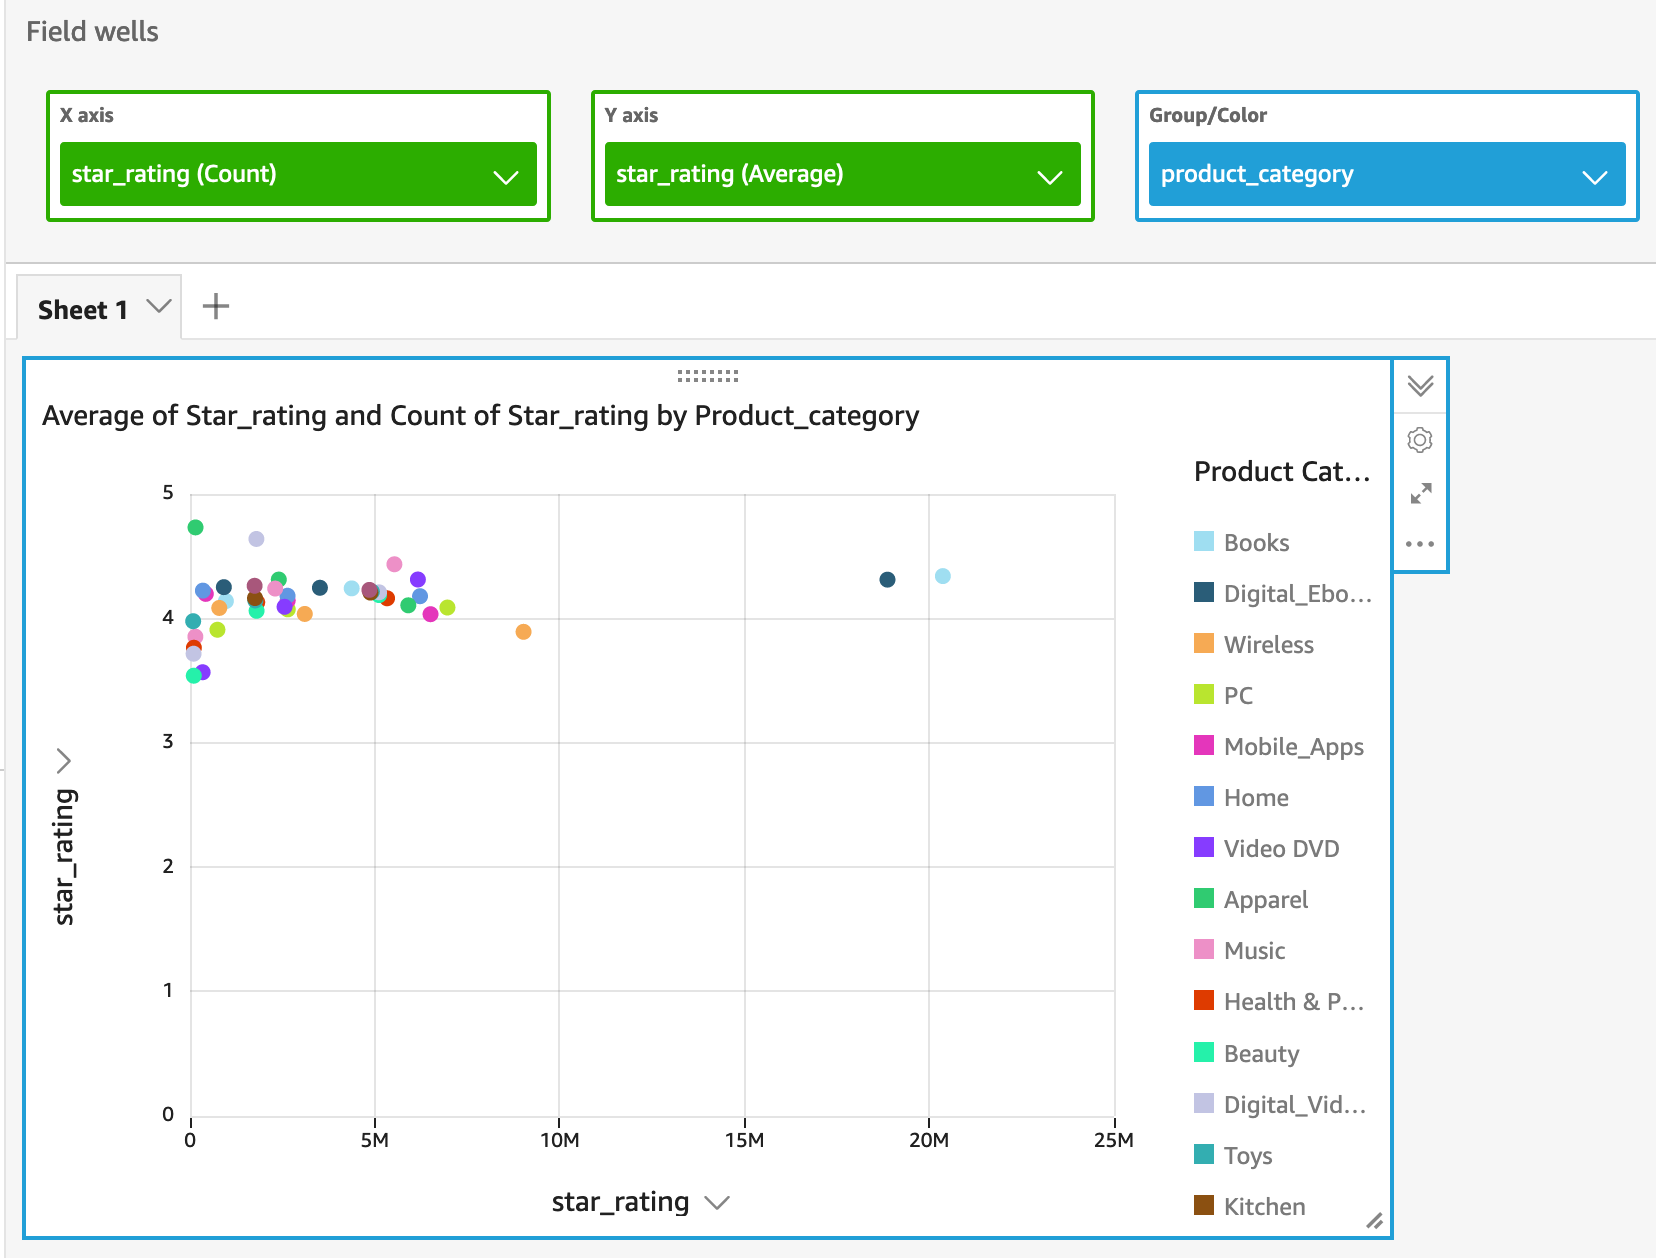 Field wells
X axis
star_rating (Count)
Y axis
star_rating (Average)
Group/Color
product_category
Sheet 1
Average of Star_rating and Count of Star_rating by Product_category
Product Cat...
Books
Digital_Ebo...
Wireless
PC
Mobile_Apps
Home
Video DVD
Apparel
Music
Health & P...
Beauty
Digital_Vid...
Toys
Kitchen
5
4
3
2
1
0
star_rating
0
5M
10M
15M
20M
25M
star_rating